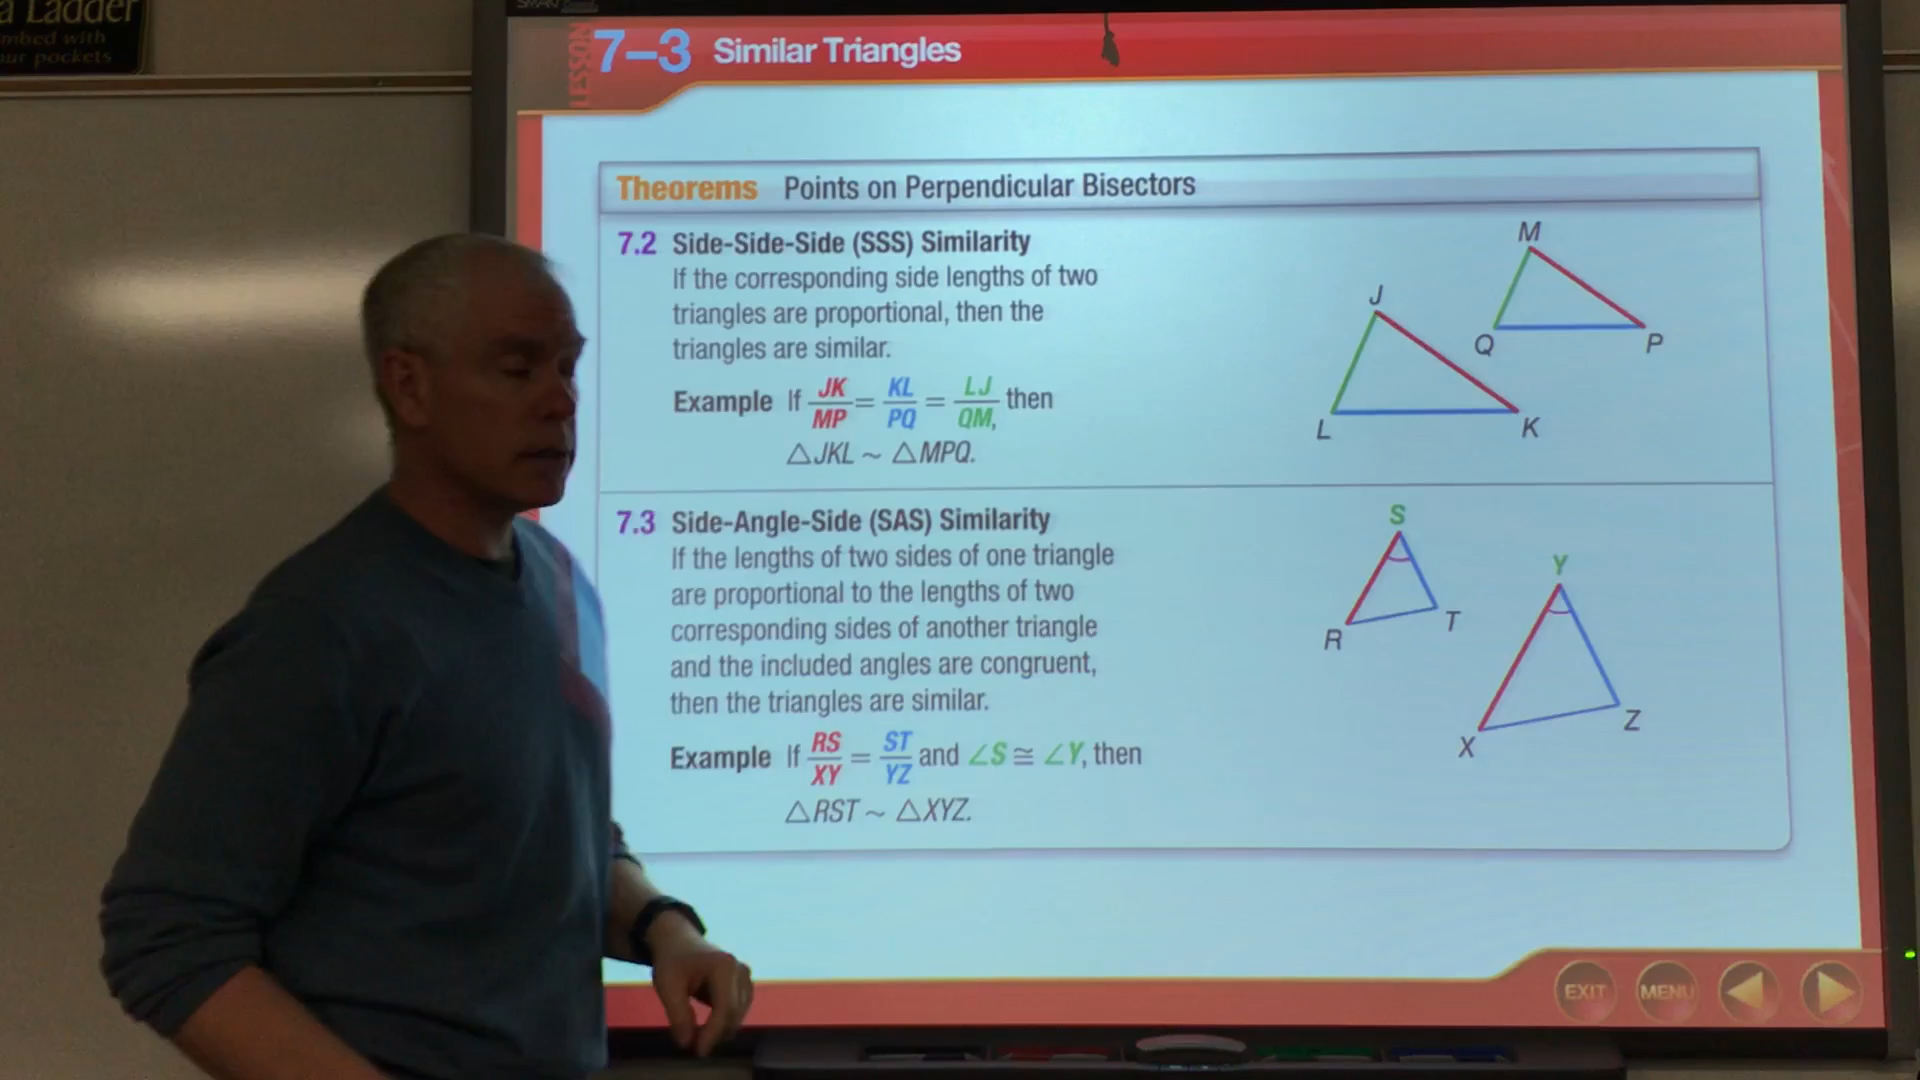 a Ladder
mbed with
ur pockets
SMART
LESSON
7–3 Similar Triangles
Theorems Points on Perpendicular Bisectors
7.2 Side-Side-Side (SSS) Similarity
If the corresponding side lengths of two
triangles are proportional, then the
triangles are similar.
Example If JK/MP = KL/PQ = LJ/QM, then
△JKL ~ △MPQ.
M
J
Q
P
L
K
7.3 Side-Angle-Side (SAS) Similarity
If the lengths of two sides of one triangle
are proportional to the lengths of two
corresponding sides of another triangle
and the included angles are congruent,
then the triangles are similar.
Example If RS/XY = ST/YZ and ∠S ≅ ∠Y, then
△RST ~ △XYZ.
S
Y
R
T
X
Z
EXIT
MENU